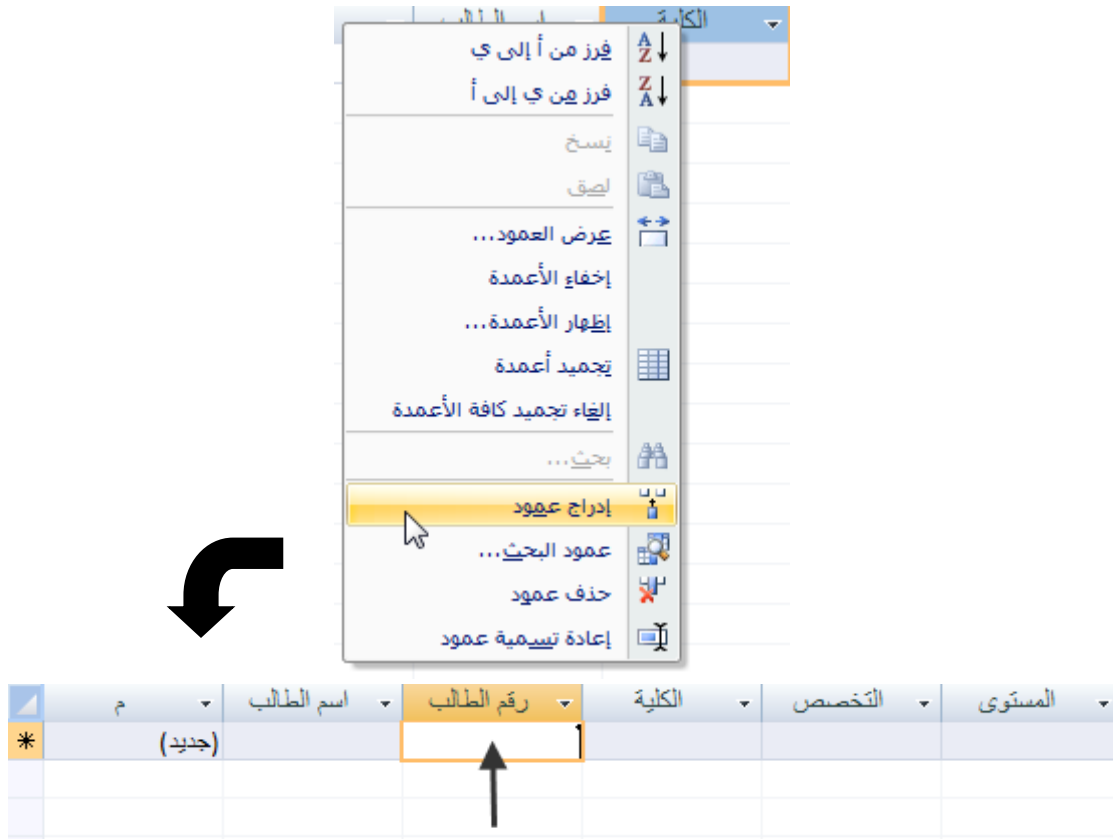 الكلية
فرز من أ إلى ي
فرز من ي إلى أ
نسخ
لصق
عرض العمود...
إخفاء الأعمدة
إظهار الأعمدة...
تجميد أعمدة
إلغاء تجميد كافة الأعمدة
بحث...
إدراج عمود
عمود البحث...
حذف عمود
إعادة تسمية عمود
م اسم الطالب رقم الطالب الكلية التخصص المستوى
(جديد)